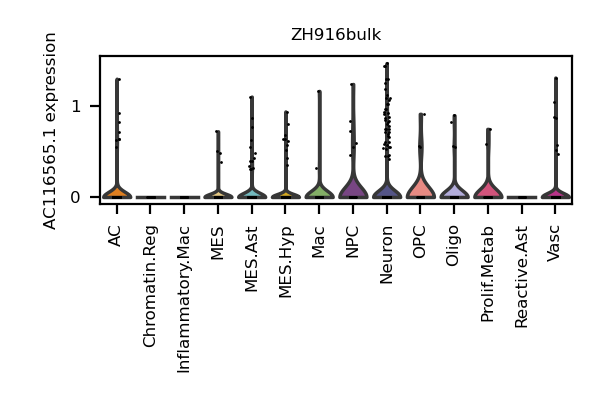 ZH916bulk
AC116565.1 expression
1
0
AC
Chromatin.Reg
Inflammatory.Mac
MES
MES.Ast
MES.Hyp
Mac
NPC
Neuron
OPC
Oligo
Prolif.Metab
Reactive.Ast
Vasc